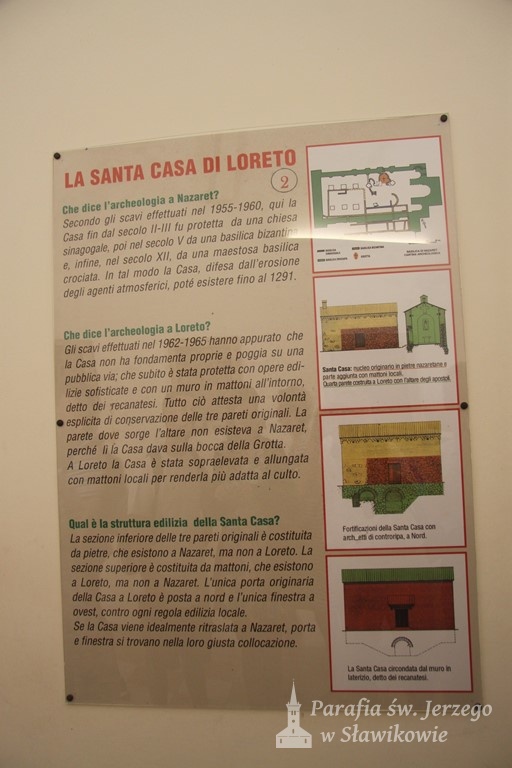 LA SANTA CASA DI LORETO
2
Che dice l'archeologia a Nazaret?
Secondo gli scavi effettuati nel 1955-1960, qui la
Casa fin dal secolo II-III fu protetta da una chiesa
sinagogale, poi nel secolo V da una basilica bizantina
e, infine, nel secolo XII, da una maestosa basilica
crociata. In tal modo la Casa, difesa dall'erosione
degli agenti atmosferici, poté esistere fino al 1291.
Che dice l'archeologia a Loreto?
Gli scavi effettuati nel 1962-1965 hanno appurato che
la Casa non ha fondamenta proprie e poggia su una
pubblica via; che subito è stata protetta con opere edi-
lizie sofisticate e con un muro in mattoni all'intorno,
detto dei recanatesi. Tutto ciò attesta una volontà
esplicita di conservazione delle tre pareti originali. La
parete dove sorge l'altare non esisteva a Nazaret,
perché lì la Casa dava sulla bocca della Grotta.
A Loreto la Casa è stata sopraelevata e allungata
con mattoni locali per renderla più adatta al culto.
Qual è la struttura edilizia della Santa Casa?
La sezione inferiore delle tre pareti originali è costituita
da pietre, che esistono a Nazaret, ma non a Loreto. La
sezione superiore è costituita da mattoni, che esistono
a Loreto, ma non a Nazaret. L'unica porta originaria
della Casa a Loreto è posta a nord e l'unica finestra a
ovest, contro ogni regola edilizia locale.
Se la Casa viene idealmente ritraslata a Nazaret, porta
e finestra si trovano nella loro giusta collocazione.
Santa Casa: nucleo originario in pietre nazaretane e
parte aggiunta con mattoni locali.
Quarta parete costruita a Loreto con l'altare degli apostoli.
Fortificazioni della Santa Casa con
arch_etti di controripa, a Nord.
La Santa Casa circondata dal muro in
laterizio, detto dei recanatesi.
Parafia św. Jerzego
w Sławikowie